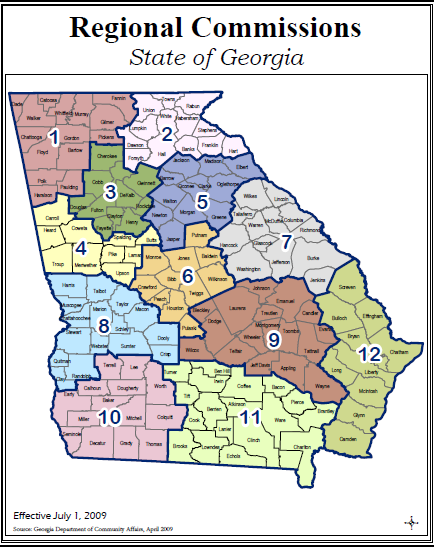 Regional Commissions
State of Georgia
Dade Catoosa Fannin
Walker Whitfield Murray
Gilmer
Chattooga Gordon Pickens
Floyd Bartow
Polk Paulding
Haralson
1
Towns Rabun
Union White Habersham
Lumpkin Stephens
Dawson Banks Franklin Hart
Forsyth Hall
2
Cherokee
Cobb Gwinnett
DeKalb
Douglas Fulton Rockdale
Clayton
Fayette Henry
3
Carroll
Heard Coweta
Spalding Butts
Pike Lamar
Troup Meriwether
Upson
4
Jackson Madison Elbert
Barrow
Oconee Clarke Oglethorpe
Walton
Newton Morgan Greene
Jasper
5
Putnam
Monroe Jones Baldwin
Bibb Wilkinson
Crawford Twiggs
Peach
Houston
Pulaski
6
Wilkes Lincoln
Taliaferro
Warren McDuffie Columbia
Richmond
Hancock Glascock
Jefferson Burke
Washington
Jenkins
7
Harris Talbot
Taylor
Muscogee Marion Macon
Chattahoochee
Stewart Schley
Dooly
Webster Sumter
Crisp
Quitman
Randolph
8
Johnson Emanuel
Laurens
Bleckley Treutlen Candler
Dodge Montgomery
Toombs Evans
Wheeler
Wilcox Telfair Tattnall
Jeff Davis Appling
Wayne
9
Terrell Lee
Clay Calhoun Dougherty Worth
Early Baker
Miller Mitchell Colquitt
Seminole
Decatur Grady Thomas
10
Turner Ben Hill
Irwin Coffee Bacon
Tift
Atkinson Pierce
Cook Berrien Brantley
Ware
Lanier
Clinch
Brooks Lowndes Charlton
Echols
11
Screven
Bulloch Effingham
Bryan
Chatham
Long Liberty
McIntosh
Glynn
Camden
12
Effective July 1, 2009
Source: Georgia Department of Community Affairs, April 2009